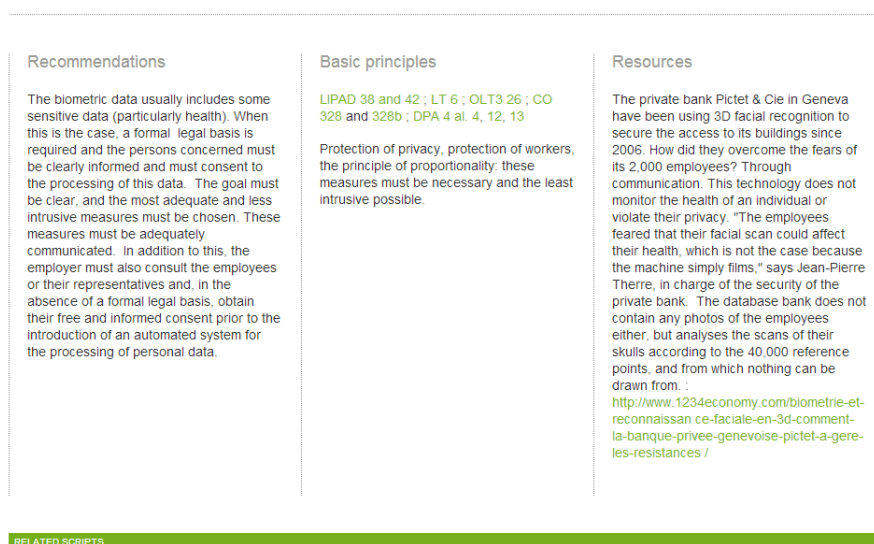 Recommendations
The biometric data usually includes some
sensitive data (particularly health). When
this is the case, a formal  legal basis is
required and the persons concerned must
be clearly informed and must consent to
the processing of this data.  The goal must
be clear, and the most adequate and less
intrusive measures must be chosen. These
measures must be adequately
communicated.  In addition to this, the
employer must also consult the employees
or their representatives and, in the
absence of a formal legal basis, obtain
their free and informed consent prior to the
introduction of an automated system for
the processing of personal data.
Basic principles
LIPAD 38 and 42 ; LT 6 ; OLT3 26 ; CO
328 and 328b ; DPA 4 al. 4, 12, 13
Protection of privacy, protection of workers,
the principle of proportionality: these
measures must be necessary and the least
intrusive possible.
Resources
The private bank Pictet & Cie in Geneva
have been using 3D facial recognition to
secure the access to its buildings since
2006. How did they overcome the fears of
its 2,000 employees? Through
communication. This technology does not
monitor the health of an individual or
violate their privacy. "The employees
feared that their facial scan could affect
their health, which is not the case because
the machine simply films," says Jean-Pierre
Therre, in charge of the security of the
private bank.  The database bank does not
contain any photos of the employees
either, but analyses the scans of their
skulls according to the 40,000 reference
points, and from which nothing can be
drawn from. :
http://www.1234economy.com/biometrie-et-
reconnaissan ce-faciale-en-3d-comment-
la-banque-privee-genevoise-pictet-a-gere-
les-resistances /
RELATED SCRIPTS